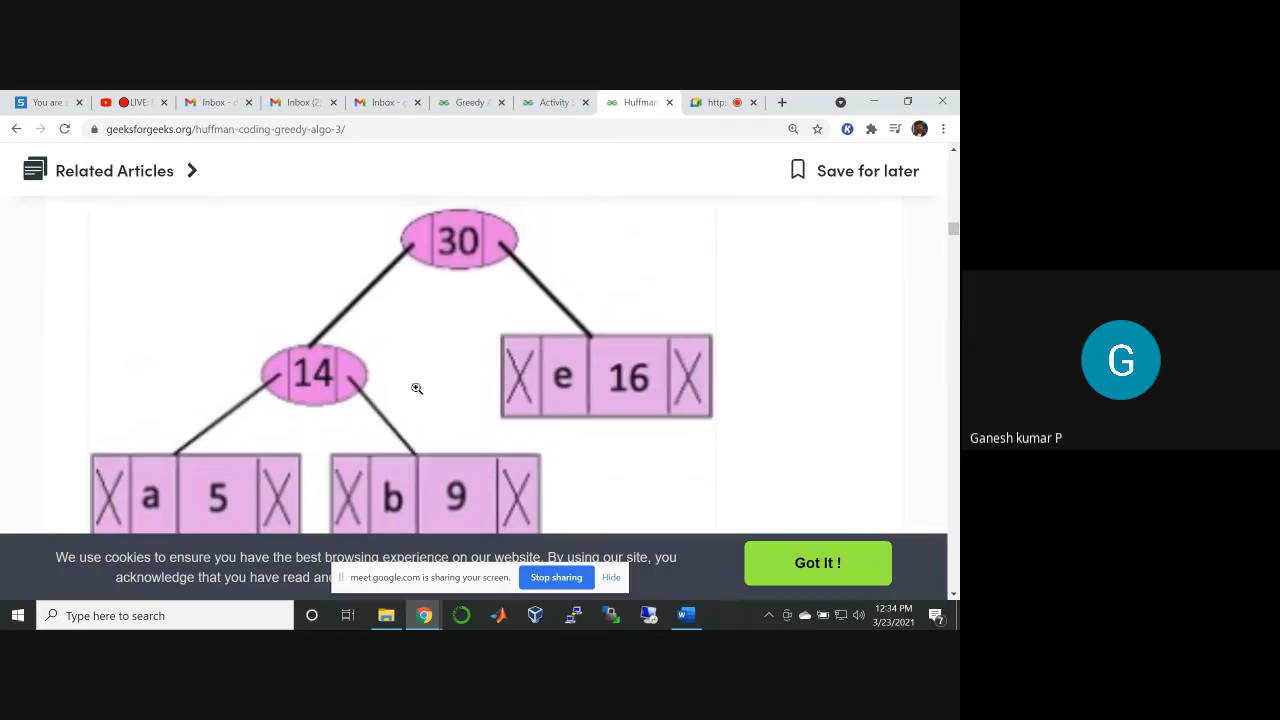 You are
LIVE:
Inbox -
Inbox (2)
Inbox -
Greedy A
Activity
Huffman
https
geeksforgeeks.org/huffman-coding-greedy-algo-3/
Related Articles
Save for later
30
14
e 16
a 5
b 9
We use cookies to ensure you have the best browsing experience on our website. By using our site, you
acknowledge that you have read and
Got It !
meet.google.com is sharing your screen.
Stop sharing
Hide
Type here to search
12:34 PM
3/23/2021
G
Ganesh kumar P